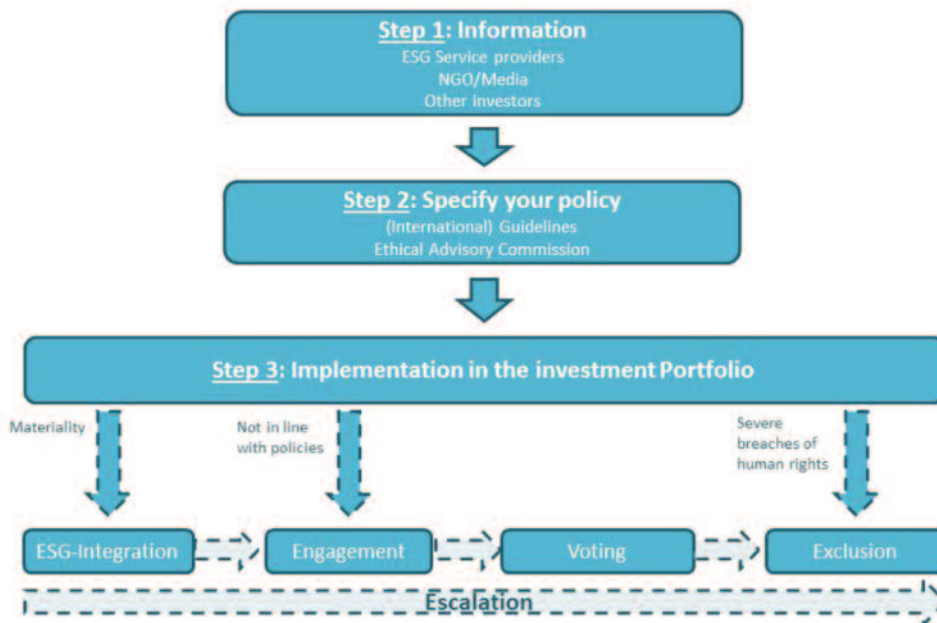 Step 1: Information
ESG Service providers
NGO/Media
Other investors
Step 2: Specify your policy
(International) Guidelines
Ethical Advisory Commission
Step 3: Implementation in the investment Portfolio
Materiality
Not in line
with policies
Severe
breaches of
human rights
ESG-Integration
Engagement
Voting
Exclusion
Escalation